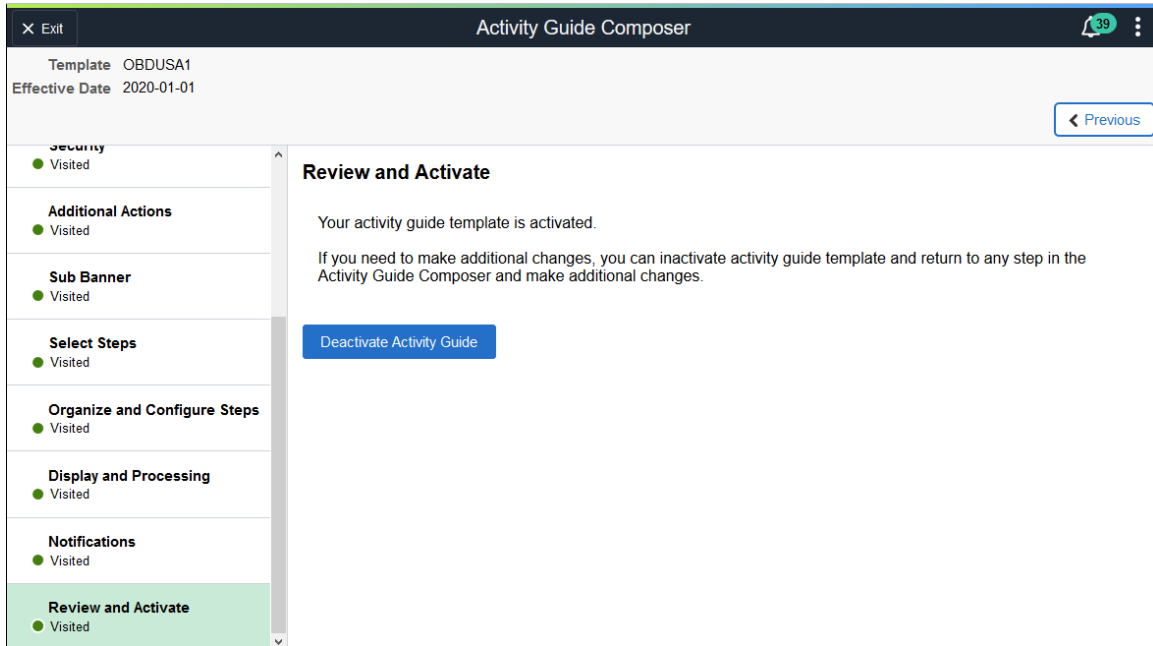 Exit
Activity Guide Composer
39
Template OBDUSA1
Effective Date 2020-01-01
Previous
Security
Visited
Additional Actions
Visited
Sub Banner
Visited
Select Steps
Visited
Organize and Configure Steps
Visited
Display and Processing
Visited
Notifications
Visited
Review and Activate
Visited
Review and Activate
Your activity guide template is activated.
If you need to make additional changes, you can inactivate activity guide template and return to any step in the
Activity Guide Composer and make additional changes.
Deactivate Activity Guide